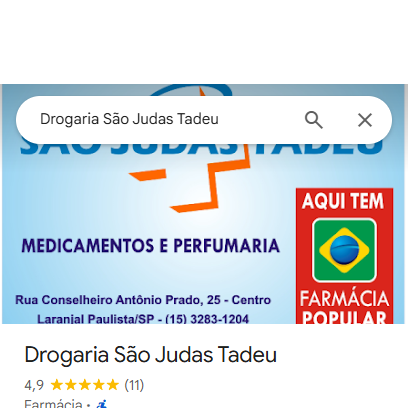 Drogaria São Judas Tadeu
SÃO JUDAS TADEU
MEDICAMENTOS E PERFUMARIA
AQUI TEM
FARMÁCIA
POPULAR
Rua Conselheiro Antônio Prado, 25 - Centro
Laranjal Paulista/SP - (15) 3283-1204
Drogaria São Judas Tadeu
4,9 ★★★★★ (11)
Farmácia ·